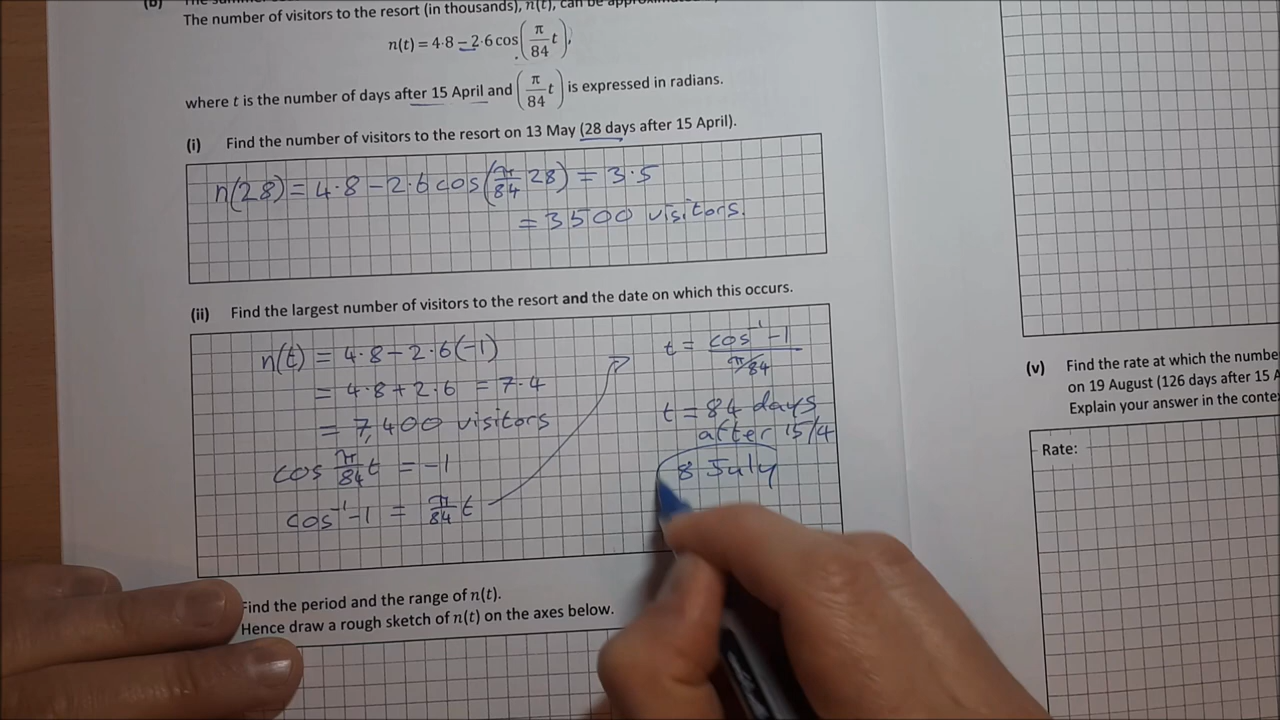 (b)
The number of visitors to the resort (in thousands), n(t), can be
n(t) = 4·8 – 2·6 cos(π/84 t),
where t is the number of days after 15 April and (π/84 t) is expressed in radians.
(i) Find the number of visitors to the resort on 13 May (28 days after 15 April).
n(28) = 4·8 – 2·6 cos(π/84 28) = 3·5
= 3500 visitors.
(ii) Find the largest number of visitors to the resort and the date on which this occurs.
n(t) = 4·8 – 2·6(-1)
= 4·8 + 2·6 = 7·4
= 7,400 visitors
cos π/84 t = -1
cos⁻¹ -1 = π/84 t
t = cos⁻¹ -1 / π/84
t = 84 days
after 15/4
8 July
Find the period and the range of n(t).
Hence draw a rough sketch of n(t) on the axes below.
(v) Find the rate at which the numbe
on 19 August (126 days after 15 A
Explain your answer in the conte
Rate: